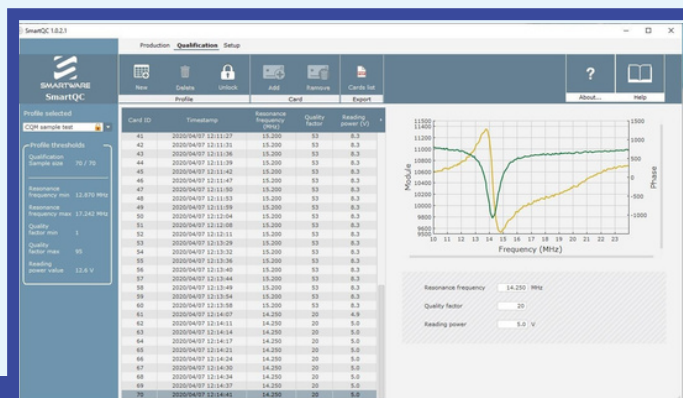 SmartQC 1.0.2.1
Production Qualification Setup
SMARTWARE
SmartQC
New Delete Unlock Add Remove Cards list
Profile Card Export
?
About... Help
Profile selected
CQM sample test
Profile thresholds
Qualification
Sample size 70 / 70
Resonance
frequency min 12.870 MHz
Resonance
frequency max 17.242 MHz
Quality
factor min 1
Quality
factor max 95
Reading
power value 12.6 V
Card ID Timestamp Resonance frequency (MHz) Quality factor Reading power (V)
41 2020/04/07 12:11:27 15.200 53 8.3
42 2020/04/07 12:11:31 15.200 53 8.3
43 2020/04/07 12:11:36 15.200 53 8.3
44 2020/04/07 12:11:39 15.200 53 8.3
45 2020/04/07 12:11:42 15.200 53 8.3
46 2020/04/07 12:11:47 15.200 53 8.3
47 2020/04/07 12:11:50 15.200 53 8.3
48 2020/04/07 12:11:53 15.200 53 8.3
49 2020/04/07 12:11:59 15.200 53 8.3
50 2020/04/07 12:12:04 15.200 53 8.3
51 2020/04/07 12:12:08 15.200 53 8.3
52 2020/04/07 12:12:11 15.200 53 8.3
53 2020/04/07 12:13:29 15.200 53 8.3
54 2020/04/07 12:13:32 15.200 53 8.3
55 2020/04/07 12:13:36 15.200 53 8.3
56 2020/04/07 12:13:40 15.200 53 8.3
57 2020/04/07 12:13:44 15.200 53 8.3
58 2020/04/07 12:13:49 15.200 53 8.3
59 2020/04/07 12:13:54 15.200 53 8.3
60 2020/04/07 12:13:58 15.200 53 8.3
61 2020/04/07 12:14:07 14.250 20 4.9
62 2020/04/07 12:14:11 14.250 20 5.0
63 2020/04/07 12:14:14 14.250 20 5.0
64 2020/04/07 12:14:17 14.250 20 5.0
65 2020/04/07 12:14:21 14.250 20 5.0
66 2020/04/07 12:14:24 14.250 20 5.0
67 2020/04/07 12:14:30 14.250 20 5.0
68 2020/04/07 12:14:34 14.250 20 5.0
69 2020/04/07 12:14:37 14.250 20 5.0
70 2020/04/07 12:14:41 14.250 20 5.0
11500
11400
11200
11000
10800
10600
10400
10200
10000
9800
9600
9500
Module
1500
1000
500
0
-500
-1000
Phase
10 11 12 13 14 15 16 17 18 19 20 21 22 23
Frequency (MHz)
Resonance frequency 14.250 MHz
Quality factor 20
Reading power 5.0 V